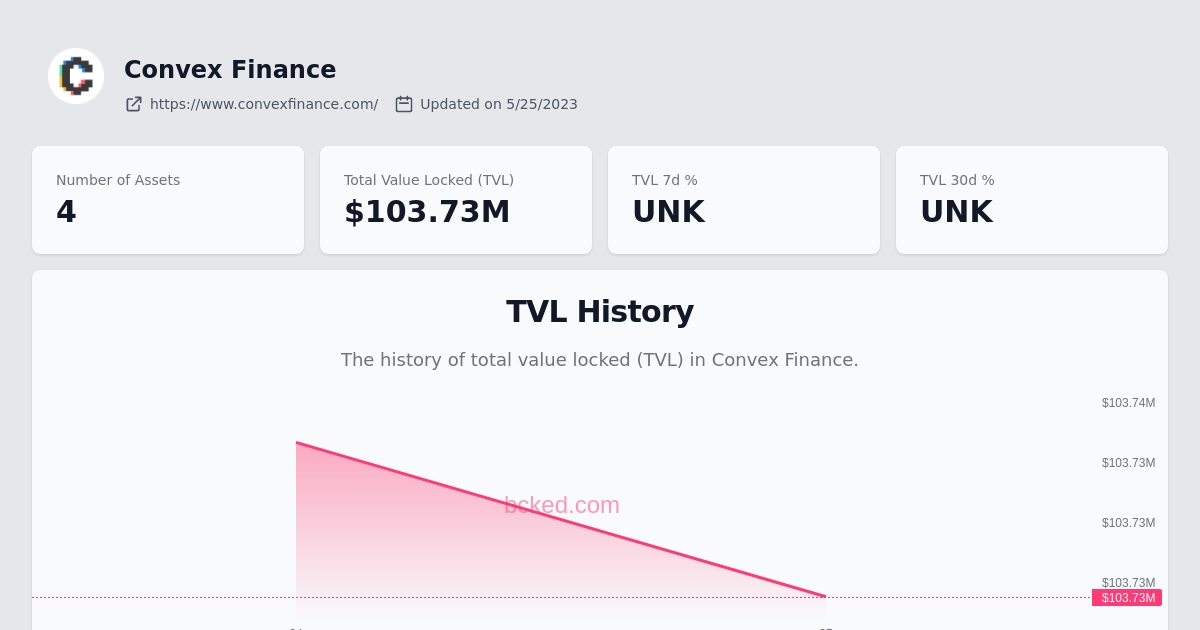 Convex Finance
https://www.convexfinance.com/ Updated on 5/25/2023
Number of Assets
4
Total Value Locked (TVL)
$103.73M
TVL 7d %
UNK
TVL 30d %
UNK
TVL History
The history of total value locked (TVL) in Convex Finance.
$103.74M
$103.73M
bcked.com
$103.73M
$103.73M
$103.73M